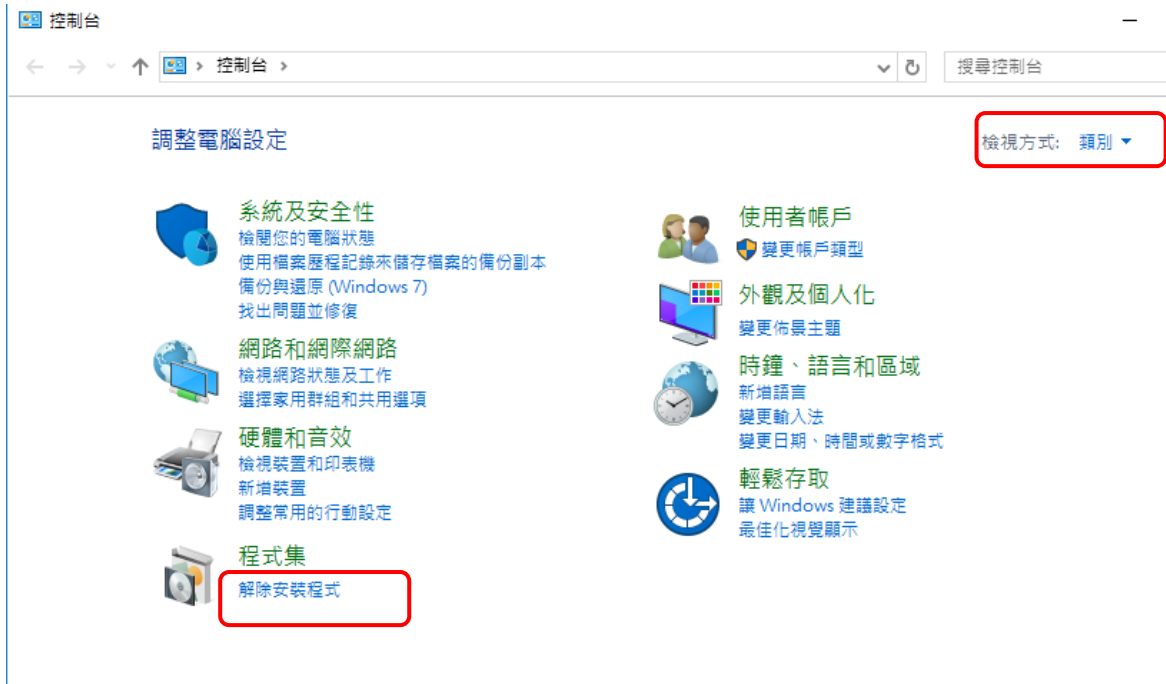 控制台
控制台
搜尋控制台
調整電腦設定
檢視方式: 類別
系統及安全性
檢閱您的電腦狀態
使用檔案歷程記錄來儲存檔案的備份副本
備份與還原 (Windows 7)
找出問題並修復
網路和網際網路
檢視網路狀態及工作
選擇家用群組和共用選項
硬體和音效
檢視裝置和印表機
新增裝置
調整常用的行動設定
程式集
解除安裝程式
使用者帳戶
變更帳戶類型
外觀及個人化
變更佈景主題
時鐘、語言和區域
新增語言
變更輸入法
變更日期、時間或數字格式
輕鬆存取
讓 Windows 建議設定
最佳化視覺顯示